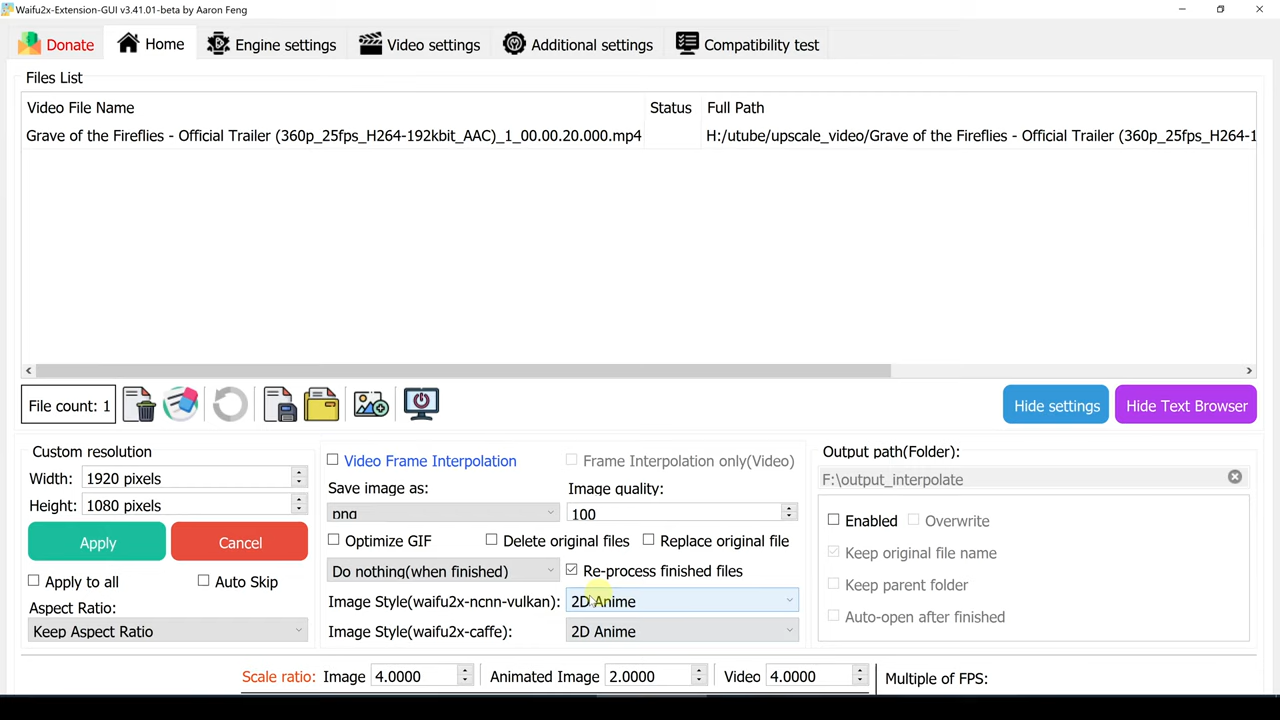 Waifu2x-Extension-GUI v3.41.01-beta by Aaron Feng
Donate Home Engine settings Video settings Additional settings Compatibility test
Files List
Video File Name Status Full Path
Grave of the Fireflies - Official Trailer (360p_25fps_H264-192kbit_AAC)_1_00.00.20.000.mp4 H:/utube/upscale_video/Grave of the Fireflies - Official Trailer (360p_25fps_H264-1
File count: 1 Hide settings Hide Text Browser
Custom resolution
Width: 1920 pixels
Height: 1080 pixels
Apply Cancel
Apply to all Auto Skip
Aspect Ratio:
Keep Aspect Ratio
Video Frame Interpolation Frame Interpolation only(Video)
Save image as: Image quality:
png 100
Optimize GIF Delete original files Replace original file
Do nothing(when finished) Re-process finished files
Image Style(waifu2x-ncnn-vulkan): 2D Anime
Image Style(waifu2x-caffe): 2D Anime
Output path(Folder):
F:\output_interpolate
Enabled Overwrite
Keep original file name
Keep parent folder
Auto-open after finished
Scale ratio: Image 4.0000 Animated Image 2.0000 Video 4.0000 Multiple of FPS: